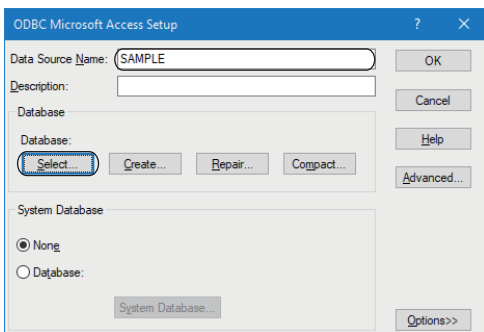 ODBC Microsoft Access Setup ? ×
Data Source Name: SAMPLE
OK
Description:
Cancel
Database
Database:
Help
Select... Create... Repair... Compact...
Advanced...
System Database
None
Database:
System Database...
Options>>